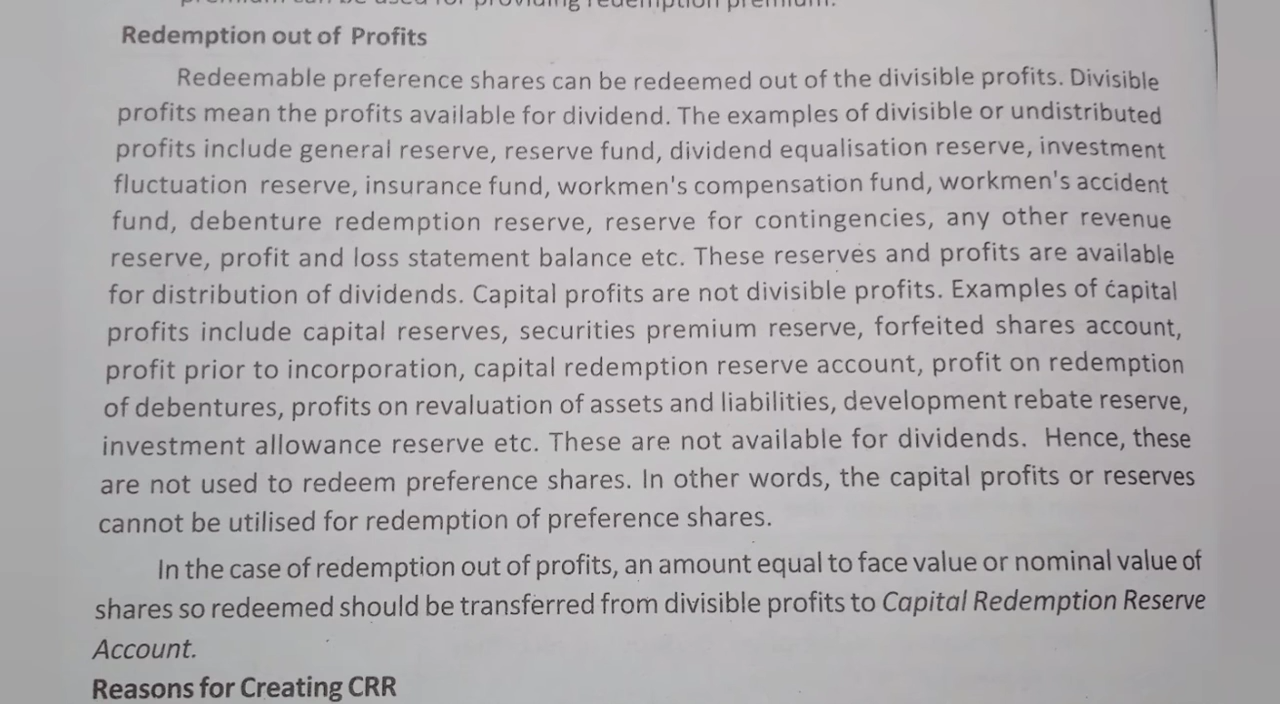 premium can be used for providing redemption premium.
Redemption out of Profits
Redeemable preference shares can be redeemed out of the divisible profits. Divisible
profits mean the profits available for dividend. The examples of divisible or undistributed
profits include general reserve, reserve fund, dividend equalisation reserve, investment
fluctuation reserve, insurance fund, workmen's compensation fund, workmen's accident
fund, debenture redemption reserve, reserve for contingencies, any other revenue
reserve, profit and loss statement balance etc. These reserves and profits are available
for distribution of dividends. Capital profits are not divisible profits. Examples of capital
profits include capital reserves, securities premium reserve, forfeited shares account,
profit prior to incorporation, capital redemption reserve account, profit on redemption
of debentures, profits on revaluation of assets and liabilities, development rebate reserve,
investment allowance reserve etc. These are not available for dividends. Hence, these
are not used to redeem preference shares. In other words, the capital profits or reserves
cannot be utilised for redemption of preference shares.
In the case of redemption out of profits, an amount equal to face value or nominal value of
shares so redeemed should be transferred from divisible profits to Capital Redemption Reserve
Account.
Reasons for Creating CRR